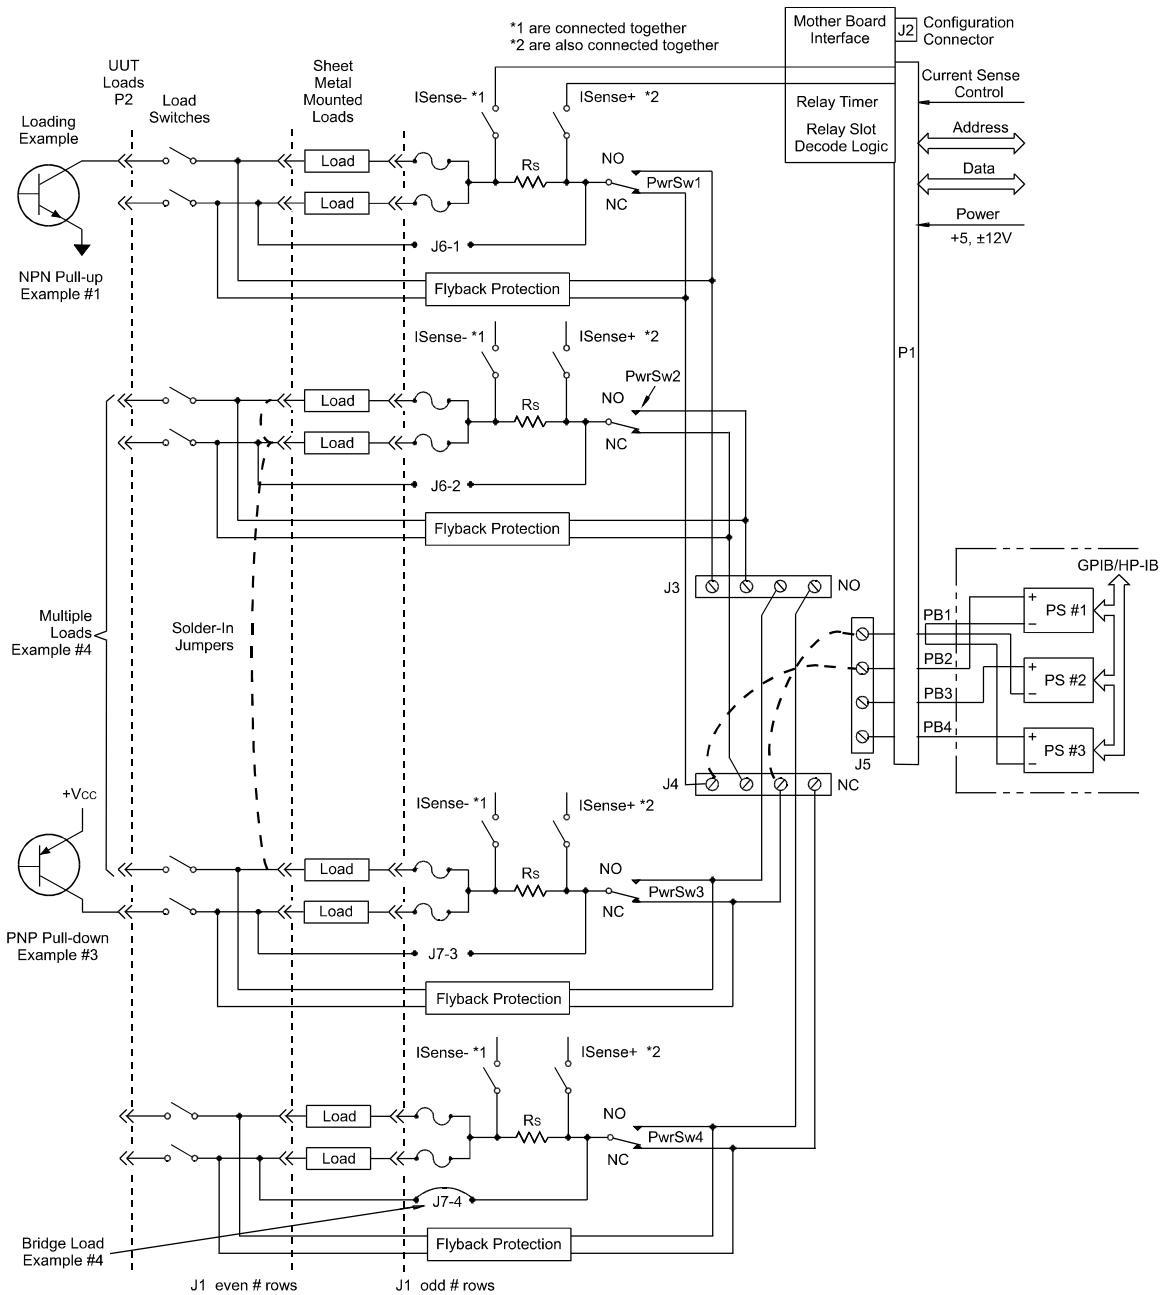 *1 are connected together
*2 are also connected together
Mother Board
Interface
J2
Configuration
Connector
UUT
Loads
P2
Load
Switches
Sheet
Metal
Mounted
Loads
ISense- *1
ISense+ *2
Relay Timer
Relay Slot
Decode Logic
Current Sense
Control
Address
Data
Power
+5, ±12V
Loading
Example
Load
Load
RS
NO
PwrSw1
NC
J6-1
NPN Pull-up
Example #1
Flyback Protection
ISense- *1
ISense+ *2
P1
PwrSw2
Load
Load
RS
NO
NC
J6-2
Flyback Protection
GPIB/HP-IB
J3
NO
Multiple
Loads
Example #4
Solder-In
Jumpers
PB1
PB2
PB3
PB4
+
−
PS #1
+
−
PS #2
+
−
PS #3
J5
J4
NC
+VCC
ISense- *1
ISense+ *2
Load
Load
RS
NO
PwrSw3
NC
J7-3
PNP Pull-down
Example #3
Flyback Protection
ISense- *1
ISense+ *2
Load
Load
RS
NO
PwrSw4
NC
J7-4
Bridge Load
Example #4
Flyback Protection
J1 even # rows
J1 odd # rows